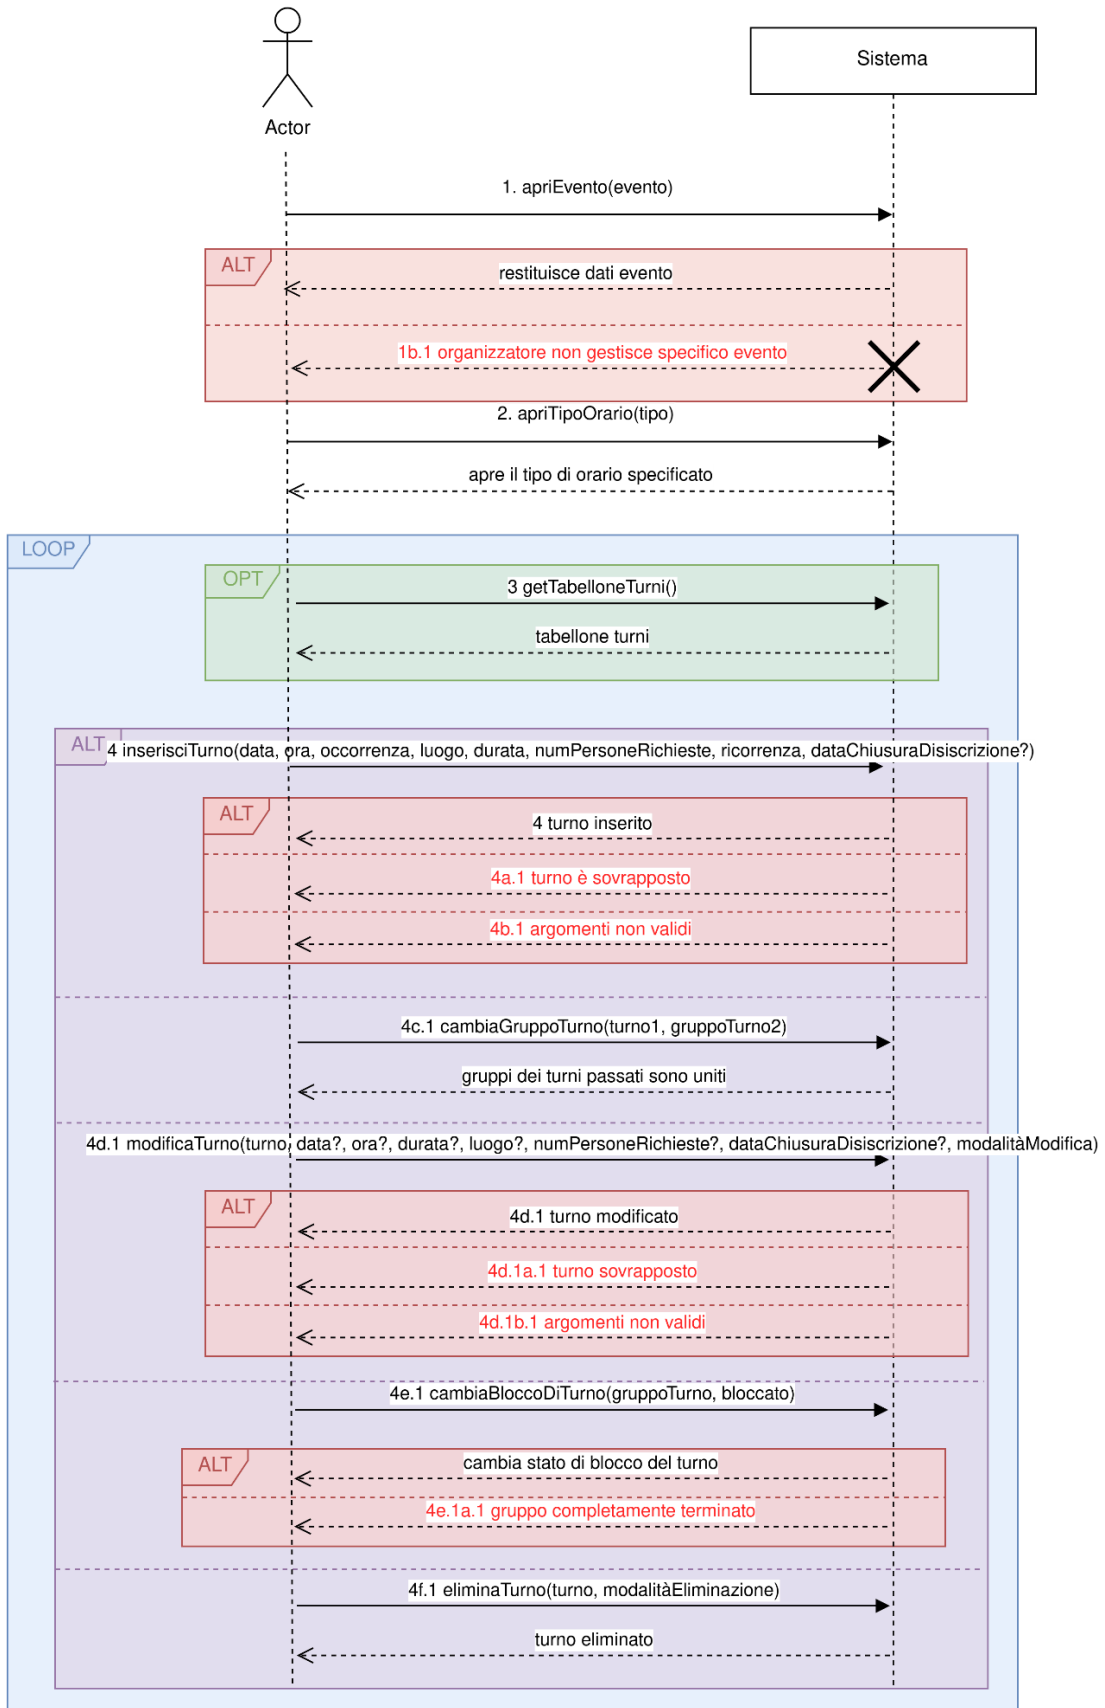 Actor
Sistema
1. apriEvento(evento)
ALT
restituisce dati evento
1b.1 organizzatore non gestisce specifico evento
2. apriTipoOrario(tipo)
apre il tipo di orario specificato
LOOP
OPT
3 getTabelloneTurni()
tabellone turni
ALT
4 inserisciTurno(data, ora, occorrenza, luogo, durata, numPersoneRichieste, ricorrenza, dataChiusuraDisiscrizione?)
ALT
4 turno inserito
4a.1 turno è sovrapposto
4b.1 argomenti non validi
4c.1 cambiaGruppoTurno(turno1, gruppoTurno2)
gruppi dei turni passati sono uniti
4d.1 modificaTurno(turno, data?, ora?, durata?, luogo?, numPersoneRichieste?, dataChiusuraDisiscrizione?, modalitàModifica)
ALT
4d.1 turno modificato
4d.1a.1 turno sovrapposto
4d.1b.1 argomenti non validi
4e.1 cambiaBloccoDiTurno(gruppoTurno, bloccato)
ALT
cambia stato di blocco del turno
4e.1a.1 gruppo completamente terminato
4f.1 eliminaTurno(turno, modalitàEliminazione)
turno eliminato